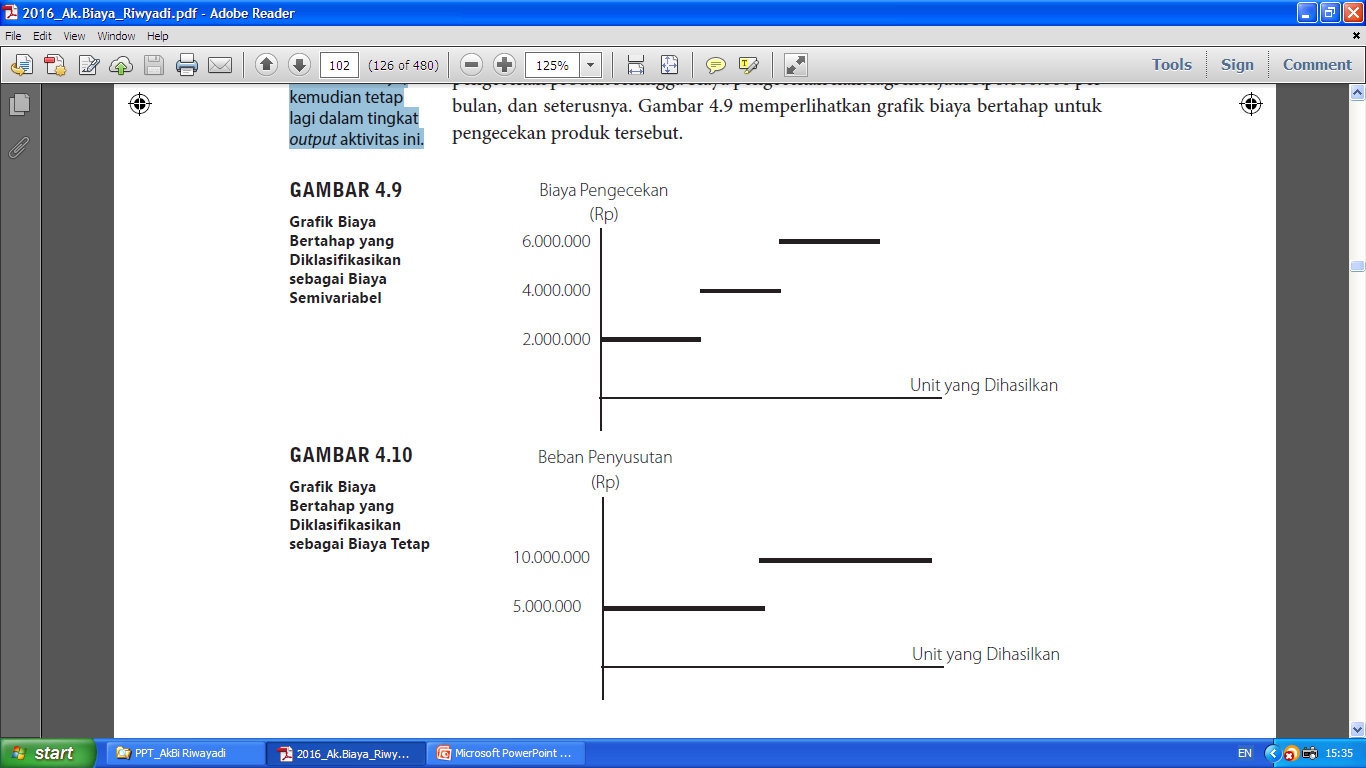 2016_Ak.Biaya_Riwyadi.pdf - Adobe Reader
File Edit View Window Help
102 (126 of 480) 125% Tools Sign Comment
kemudian tetap
lagi dalam tingkat
output aktivitas ini.
bulan, dan seterusnya. Gambar 4.9 memperlihatkan grafik biaya bertahap untuk
pengecekan produk tersebut.
GAMBAR 4.9
Grafik Biaya
Bertahap yang
Diklasifikasikan
sebagai Biaya
Semivariabel
Biaya Pengecekan
(Rp)
6.000.000
4.000.000
2.000.000
Unit yang Dihasilkan
GAMBAR 4.10
Grafik Biaya
Bertahap yang
Diklasifikasikan
sebagai Biaya Tetap
Beban Penyusutan
(Rp)
10.000.000
5.000.000
Unit yang Dihasilkan
start PPT_AkBi Riwayadi 2016_Ak.Biaya_Riwy... Microsoft PowerPoint ... EN 15:35